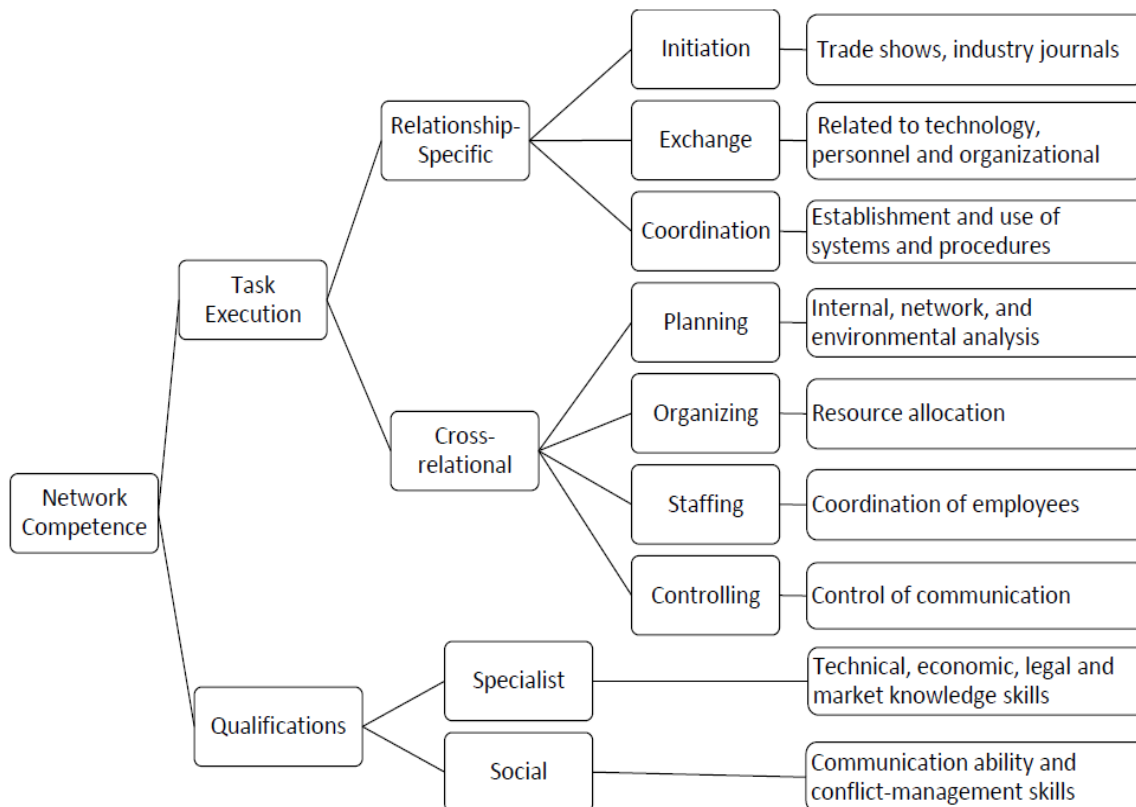 Initiation
Trade shows, industry journals
Relationship-
Specific
Exchange
Related to technology,
personnel and organizational
Coordination
Establishment and use of
systems and procedures
Task
Execution
Planning
Internal, network, and
environmental analysis
Organizing
Resource allocation
Cross-
relational
Staffing
Coordination of employees
Network
Competence
Controlling
Control of communication
Specialist
Technical, economic, legal and
market knowledge skills
Qualifications
Social
Communication ability and
conflict-management skills